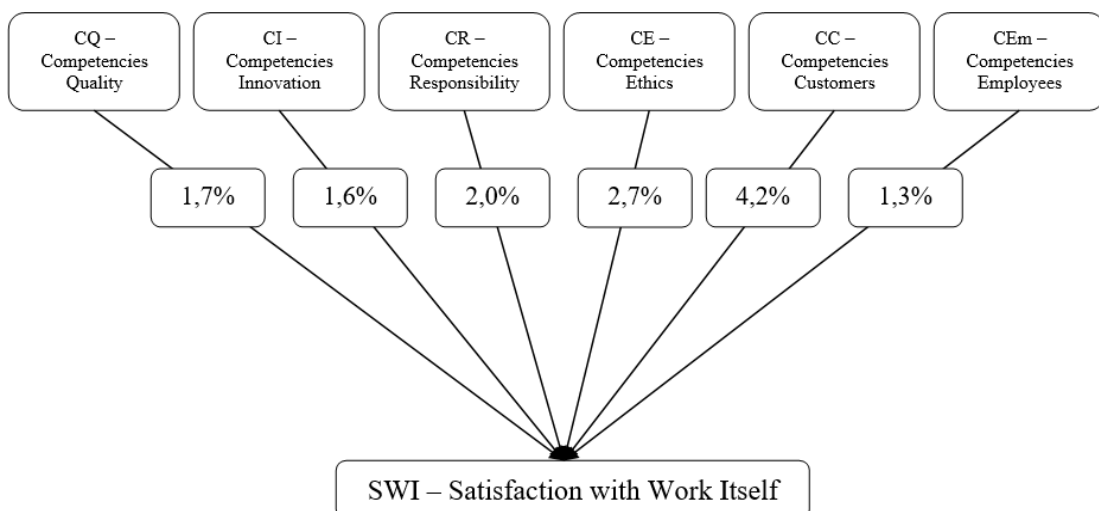 CQ –
Competencies
Quality
CI –
Competencies
Innovation
CR –
Competencies
Responsibility
CE –
Competencies
Ethics
CC –
Competencies
Customers
CEm –
Competencies
Employees
1,7%
1,6%
2,0%
2,7%
4,2%
1,3%
SWI – Satisfaction with Work Itself